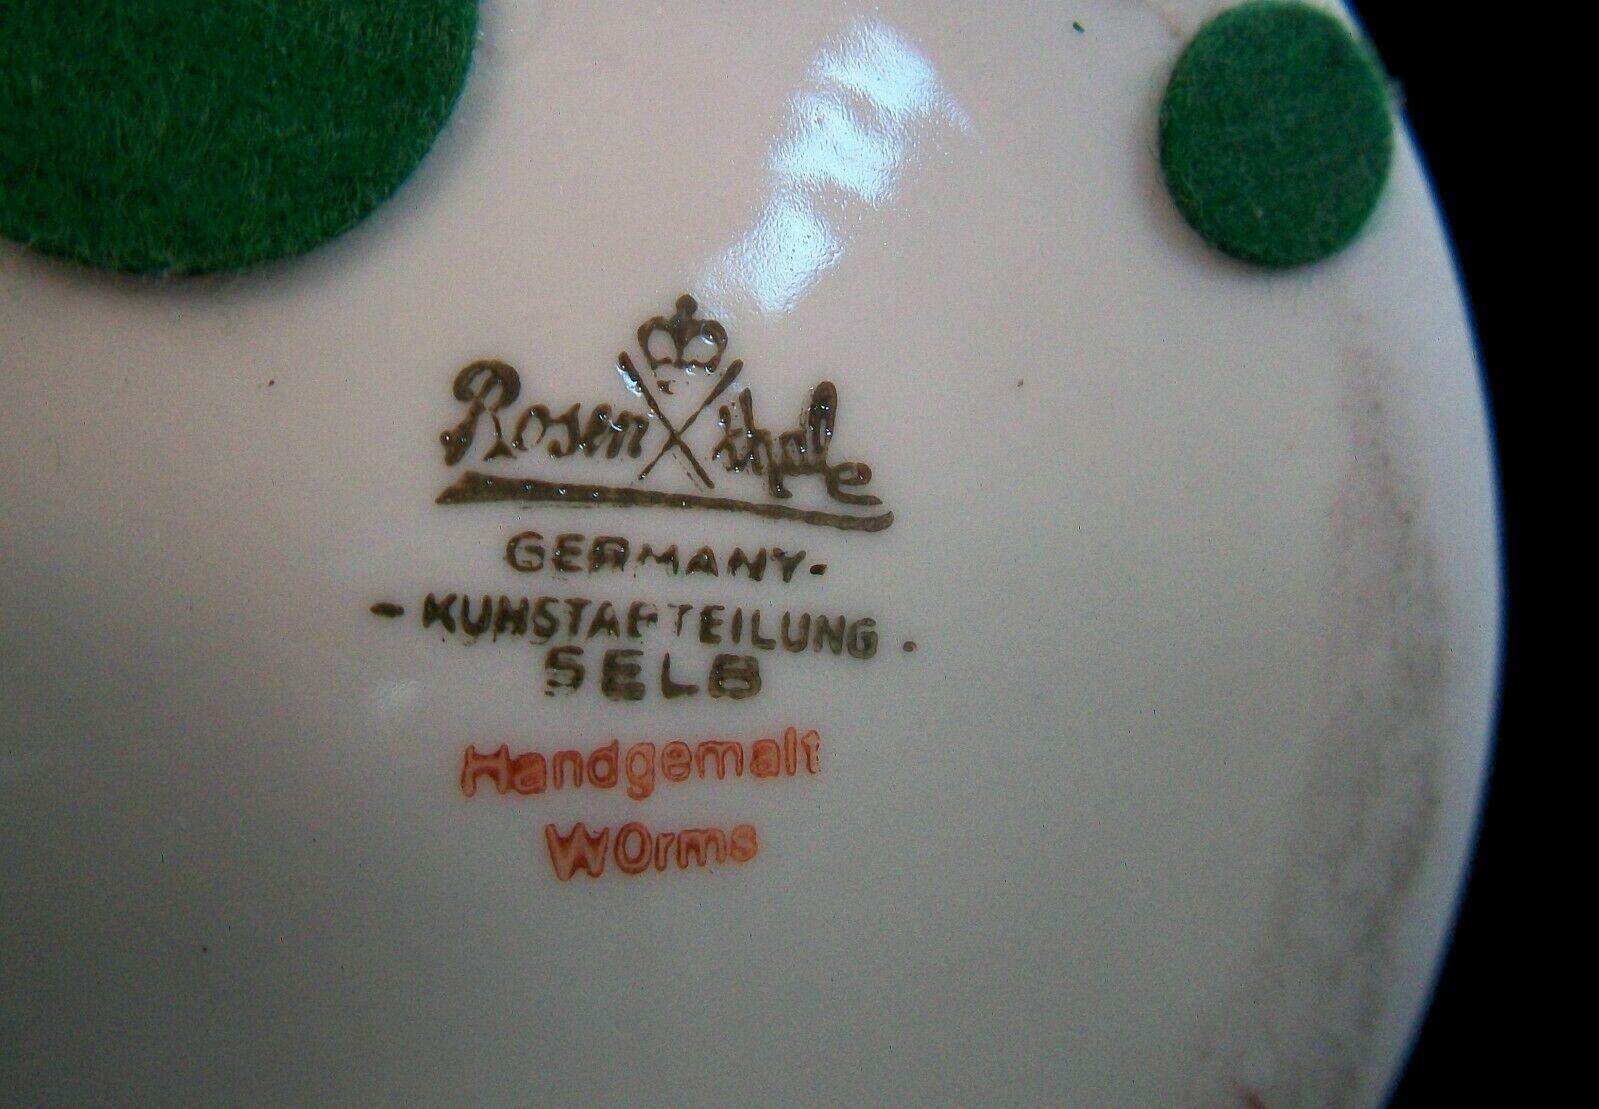 Rosenthal
GERMANY-
- KUNSTABTEILUNG .
SELB
Handgemalt
WOrms